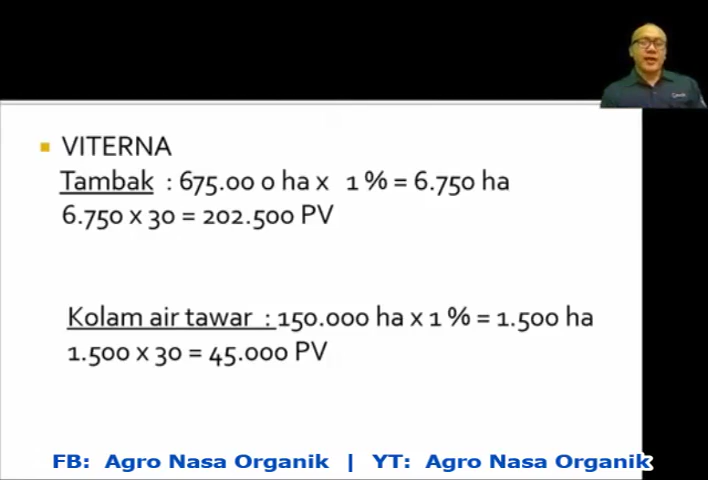 VITERNA
Tambak : 675.00 0 ha x 1 % = 6.750 ha
6.750 x 30 = 202.500 PV
Kolam air tawar : 150.000 ha x 1 % = 1.500 ha
1.500 x 30 = 45.000 PV
FB: Agro Nasa Organik | YT: Agro Nasa Organik